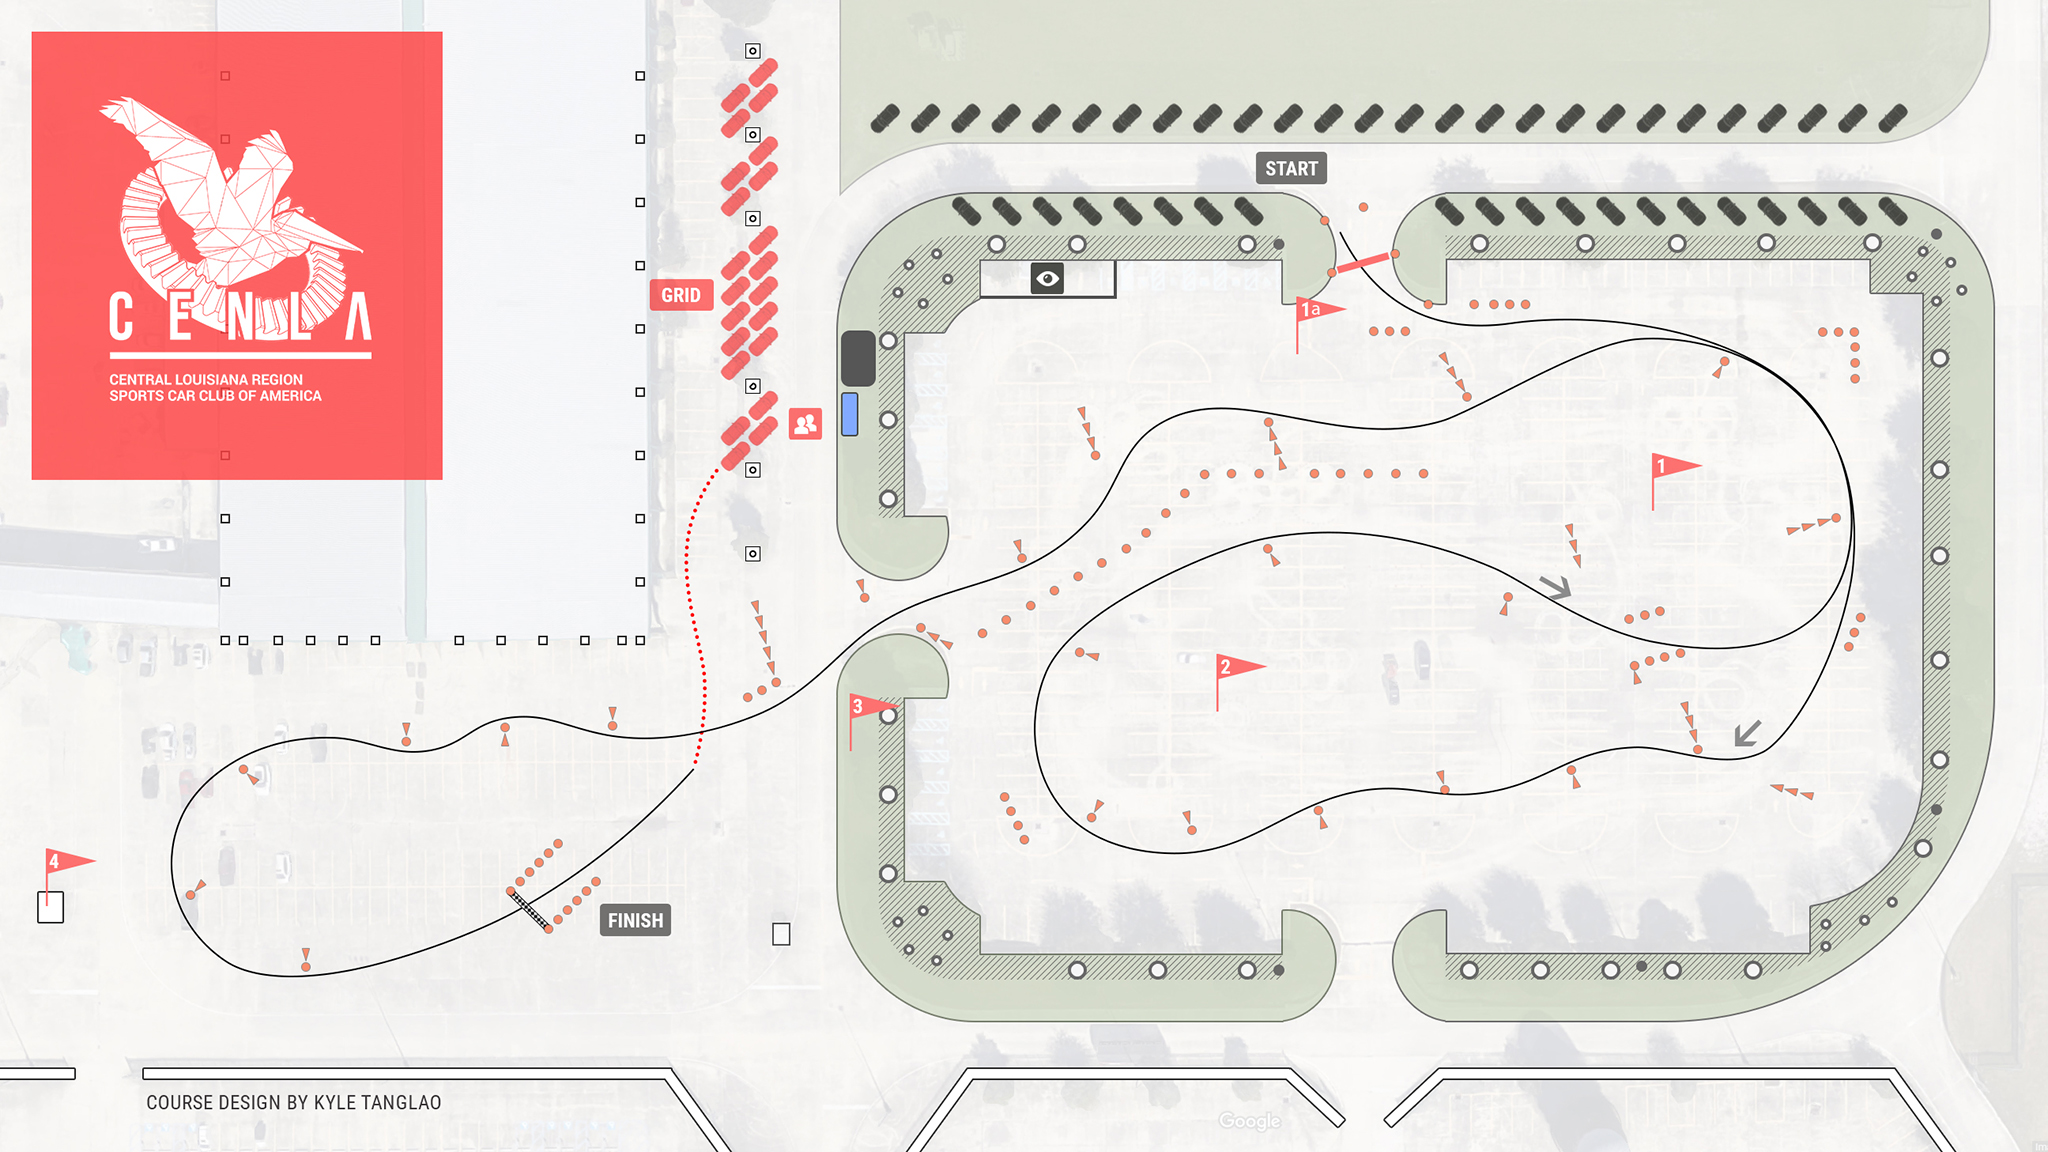 CENLA
CENTRAL LOUISIANA REGION
SPORTS CAR CLUB OF AMERICA
GRID
START
1a
1
2
3
4
FINISH
COURSE DESIGN BY KYLE TANGLAO
Google